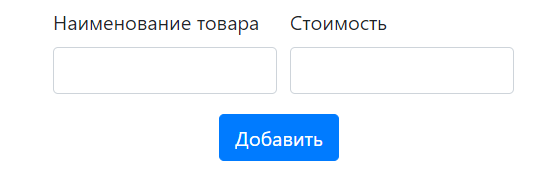 Наименование товара
Стоимость
Добавить